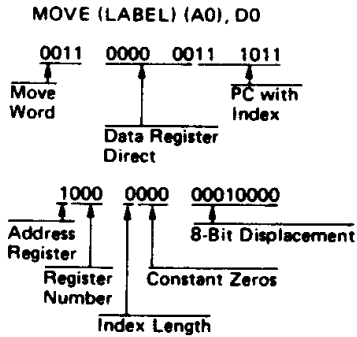 MOVE (LABEL) (A0), D0
0011 0000 0011 1011
Move Word
PC with Index
Data Register Direct
1000 0000 00010000
Address Register
8-Bit Displacement
Register Number
Constant Zeros
Index Length